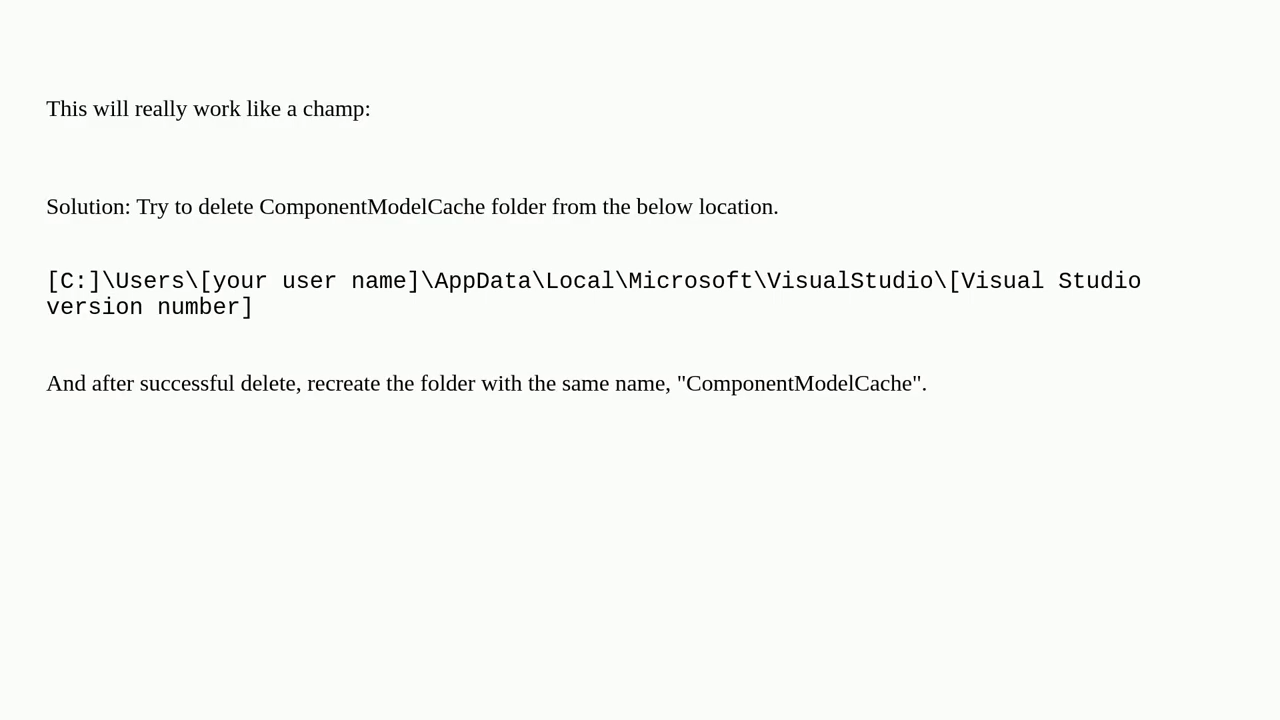 This will really work like a champ:
Solution: Try to delete ComponentModelCache folder from the below location.
[C:]\Users\[your user name]\AppData\Local\Microsoft\VisualStudio\[Visual Studio
version number]
And after successful delete, recreate the folder with the same name, "ComponentModelCache".